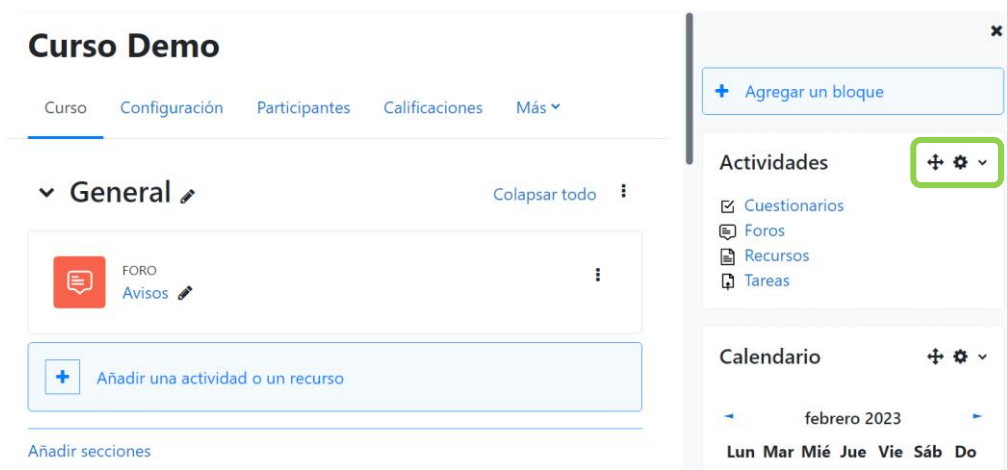 Curso Demo
Curso Configuración Participantes Calificaciones Más
General
Colapsar todo
FORO
Avisos
Añadir una actividad o un recurso
Añadir secciones
Agregar un bloque
Actividades
Cuestionarios
Foros
Recursos
Tareas
Calendario
febrero 2023
Lun Mar Mié Jue Vie Sáb Do